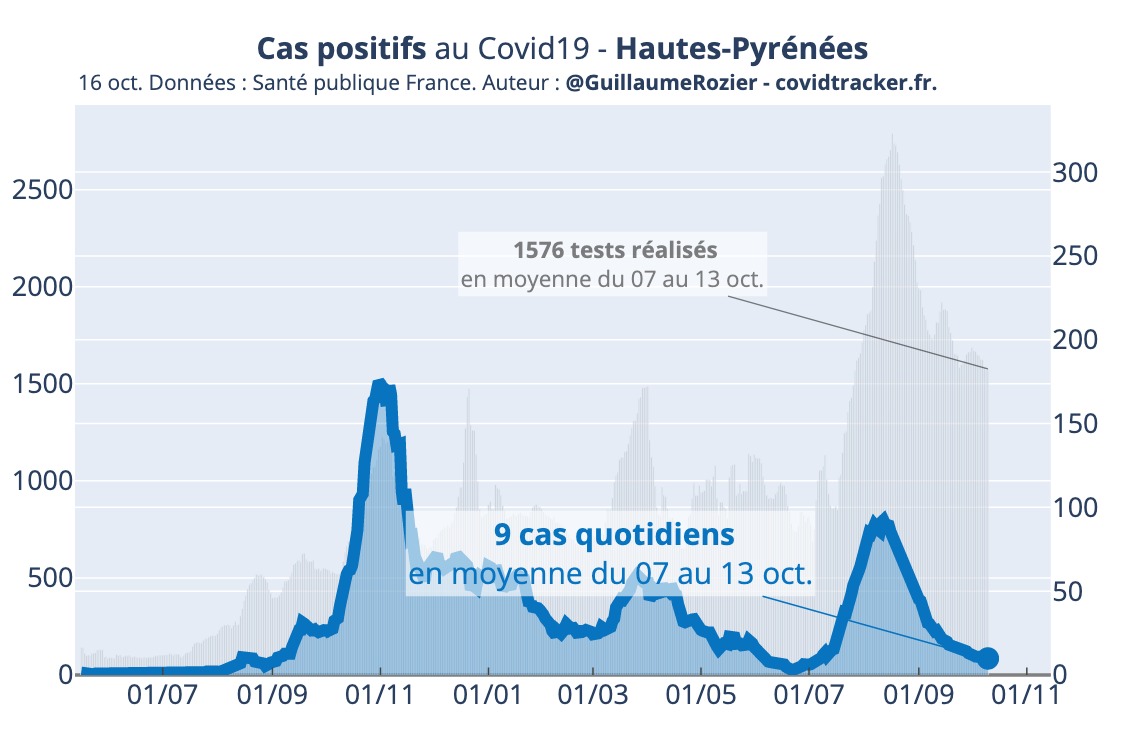 Cas positifs au Covid19 - Hautes-Pyrénées
16 oct. Données : Santé publique France. Auteur : @GuillaumeRozier - covidtracker.fr.
2500
2000
1500
1000
500
0
300
250
200
150
100
50
0
1576 tests réalisés
en moyenne du 07 au 13 oct.
9 cas quotidiens
en moyenne du 07 au 13 oct.
01/07 01/09 01/11 01/01 01/03 01/05 01/07 01/09 01/11